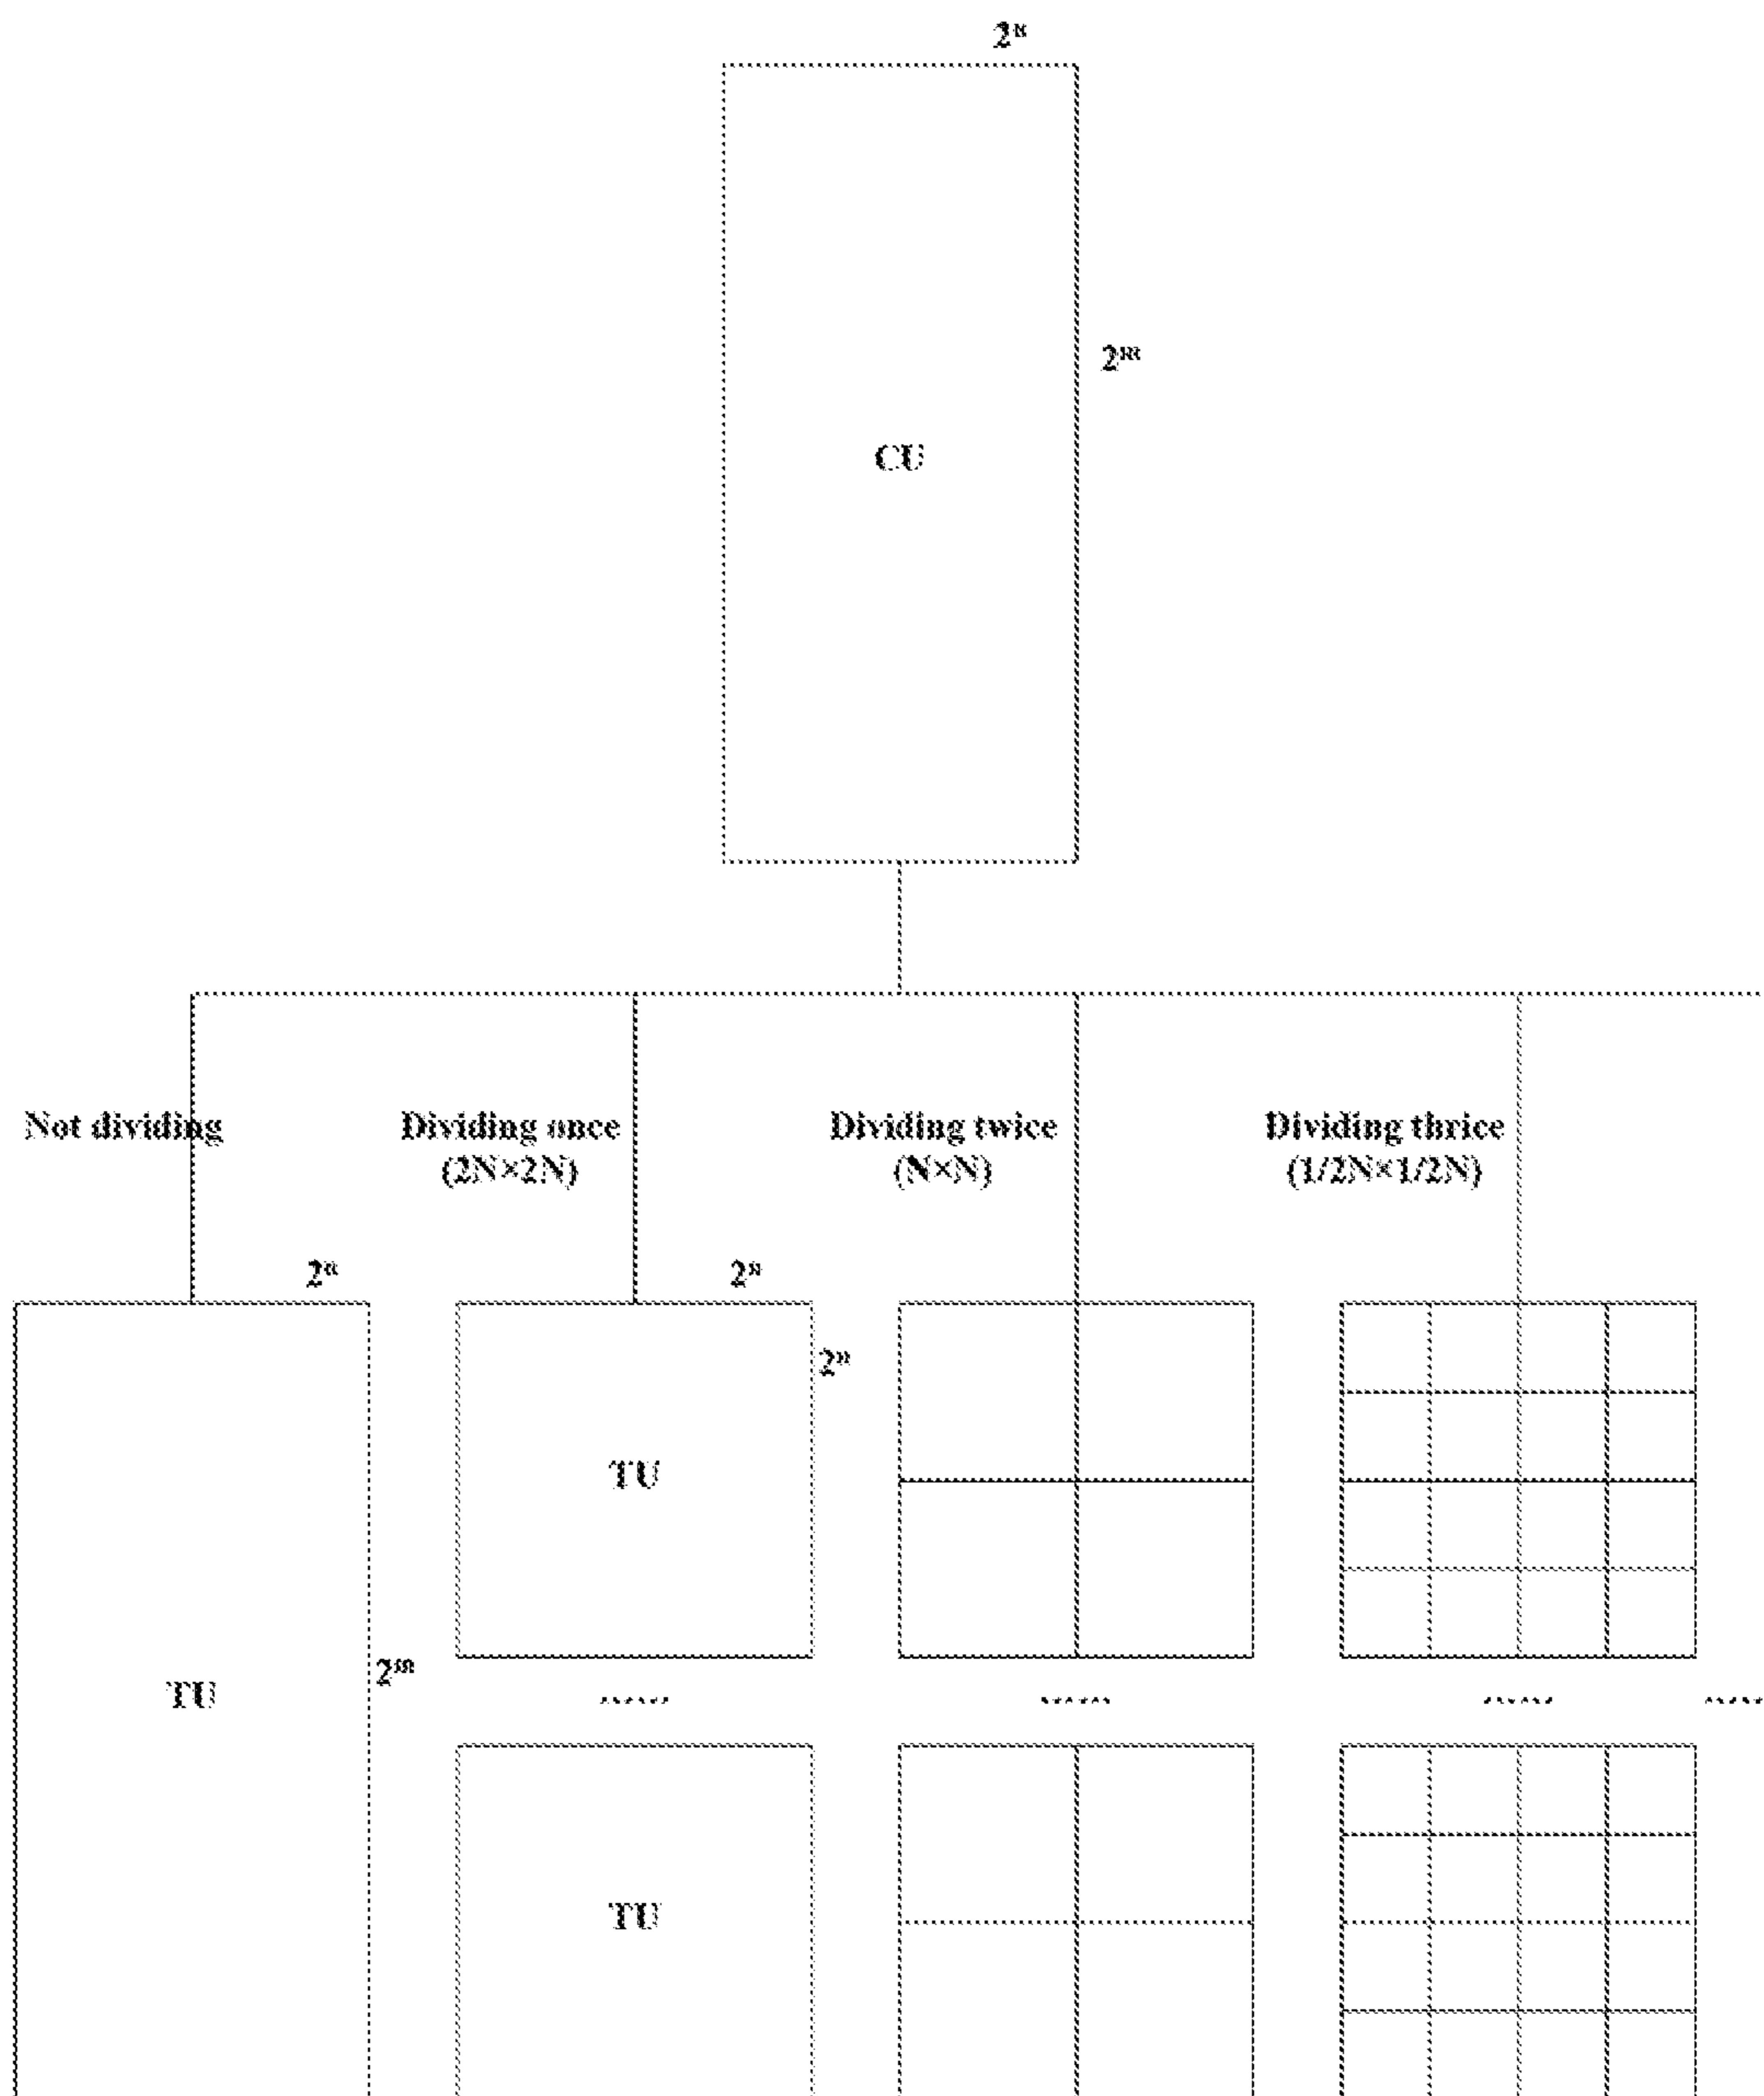 2ⁿ
2ᵐ
CU
Not dividing
Dividing once
(2N×2N)
Dividing twice
(N×N)
Dividing thrice
(1/2N×1/2N)
2ⁿ
2ⁿ
2ⁿ
TU
2ᵐ
TU
......
......
......
......
TU